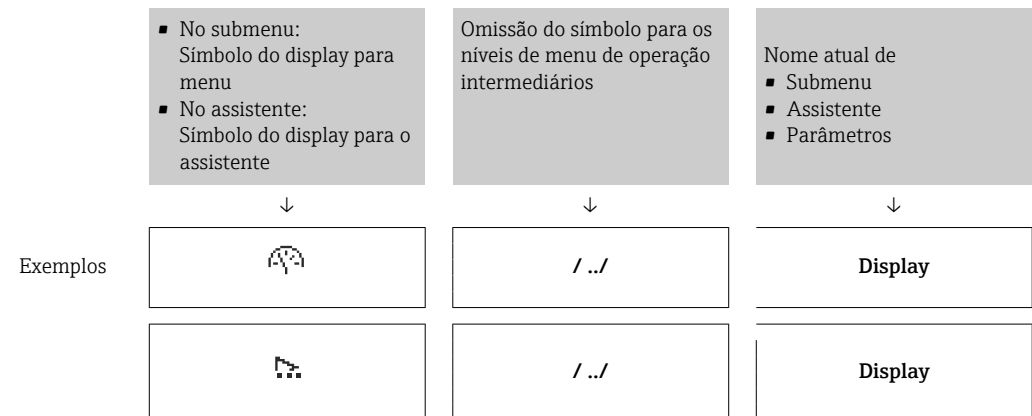 ▪ No submenu:
Símbolo do display para
menu
▪ No assistente:
Símbolo do display para o
assistente
Omissão do símbolo para os
níveis de menu de operação
intermediários
Nome atual de
▪ Submenu
▪ Assistente
▪ Parâmetros
↓ ↓ ↓
Exemplos / ../ Display
/ ../ Display